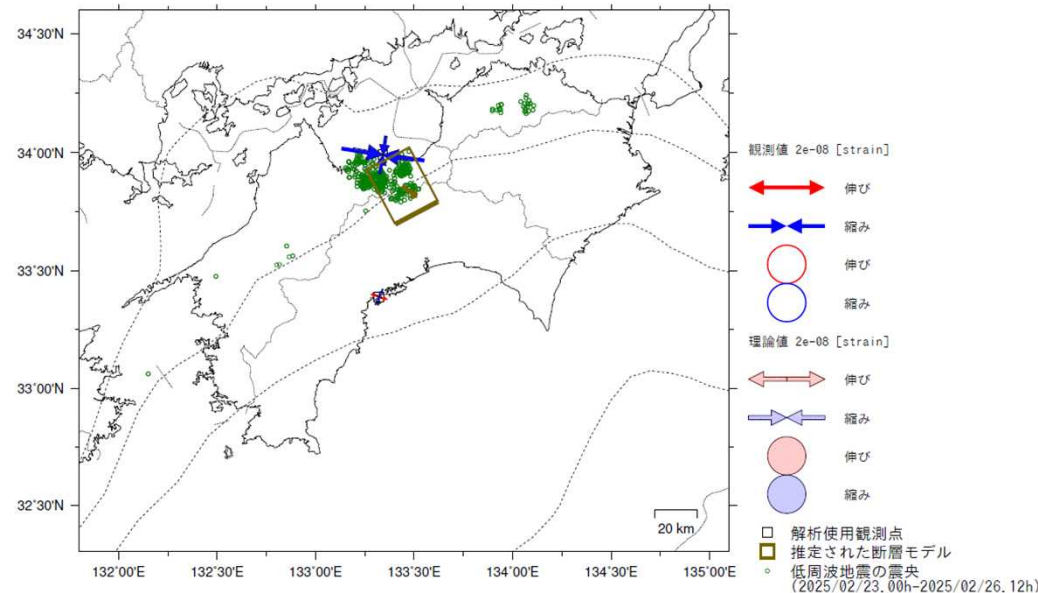 34°30'N
34°00'N
33°30'N
33°00'N
32°30'N
132°00'E
132°30'E
133°00'E
133°30'E
134°00'E
134°30'E
135°00'E
20 km
観測値 2e-08 [strain]
伸び
縮み
伸び
縮み
理論値 2e-08 [strain]
伸び
縮み
伸び
縮み
解析使用観測点
推定された断層モデル
低周波地震の震央
(2025/02/23.00h-2025/02/26.12h)